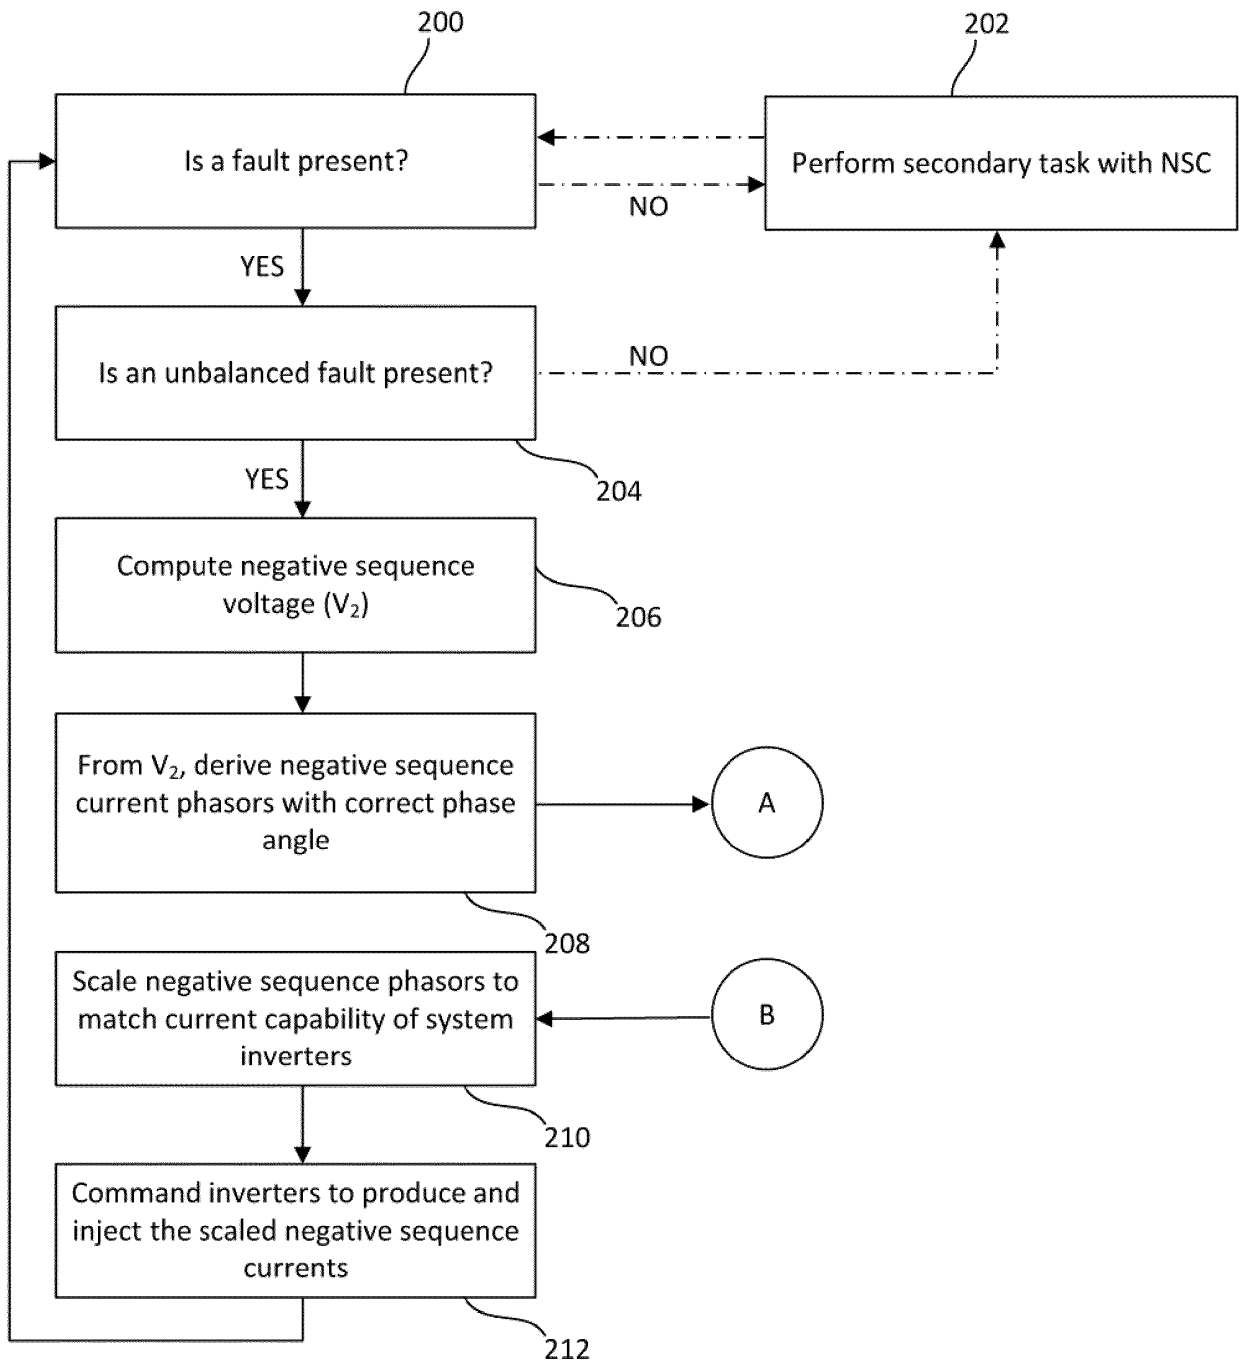 200
202
Is a fault present?
Perform secondary task with NSC
NO
YES
Is an unbalanced fault present?
NO
YES
204
Compute negative sequence
voltage (V₂)
206
From V₂, derive negative sequence
current phasors with correct phase
angle
A
208
Scale negative sequence phasors to
match current capability of system
inverters
B
210
Command inverters to produce and
inject the scaled negative sequence
currents
212